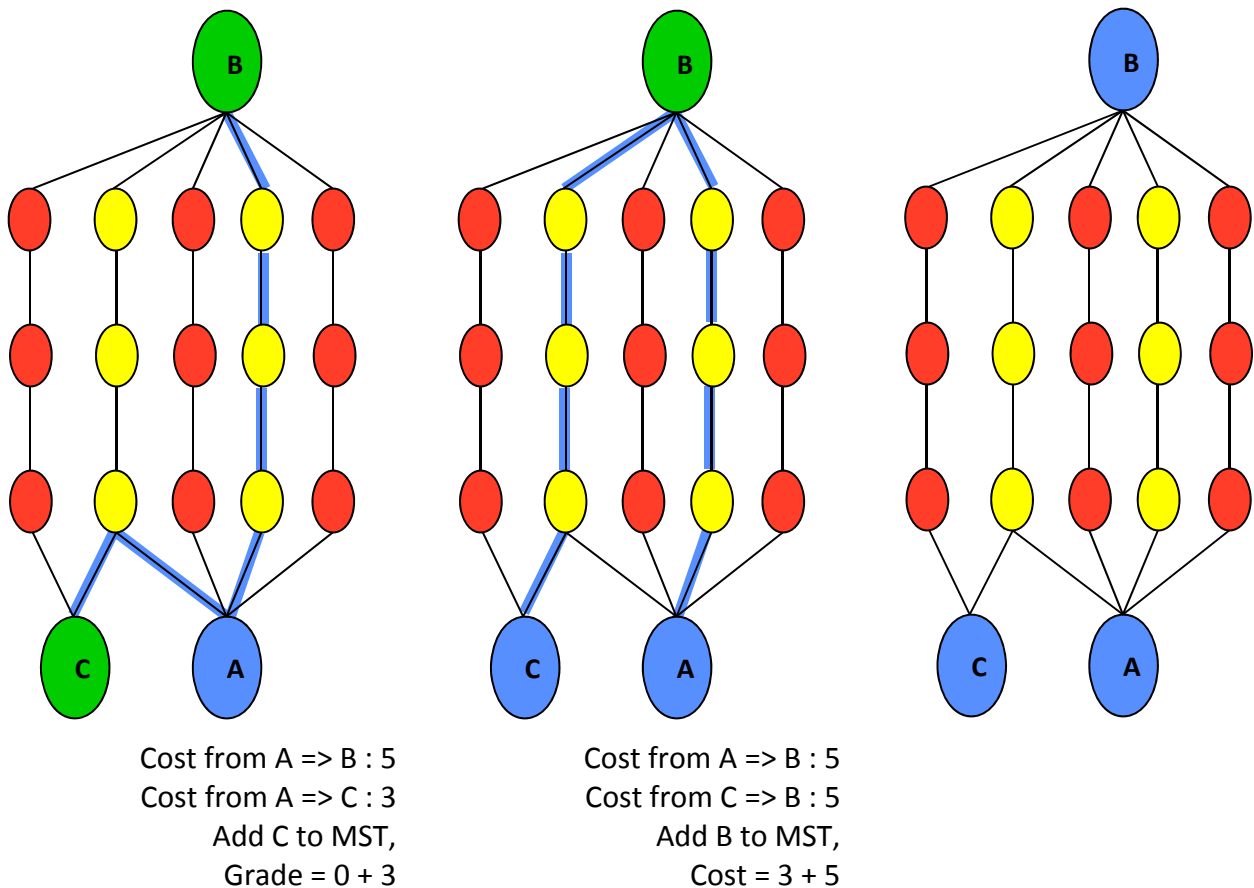 B
B
B
C
A
C
A
C
A
Cost from A => B : 5
Cost from A => C : 3
Add C to MST,
Grade = 0 + 3
Cost from A => B : 5
Cost from C => B : 5
Add B to MST,
Cost = 3 + 5